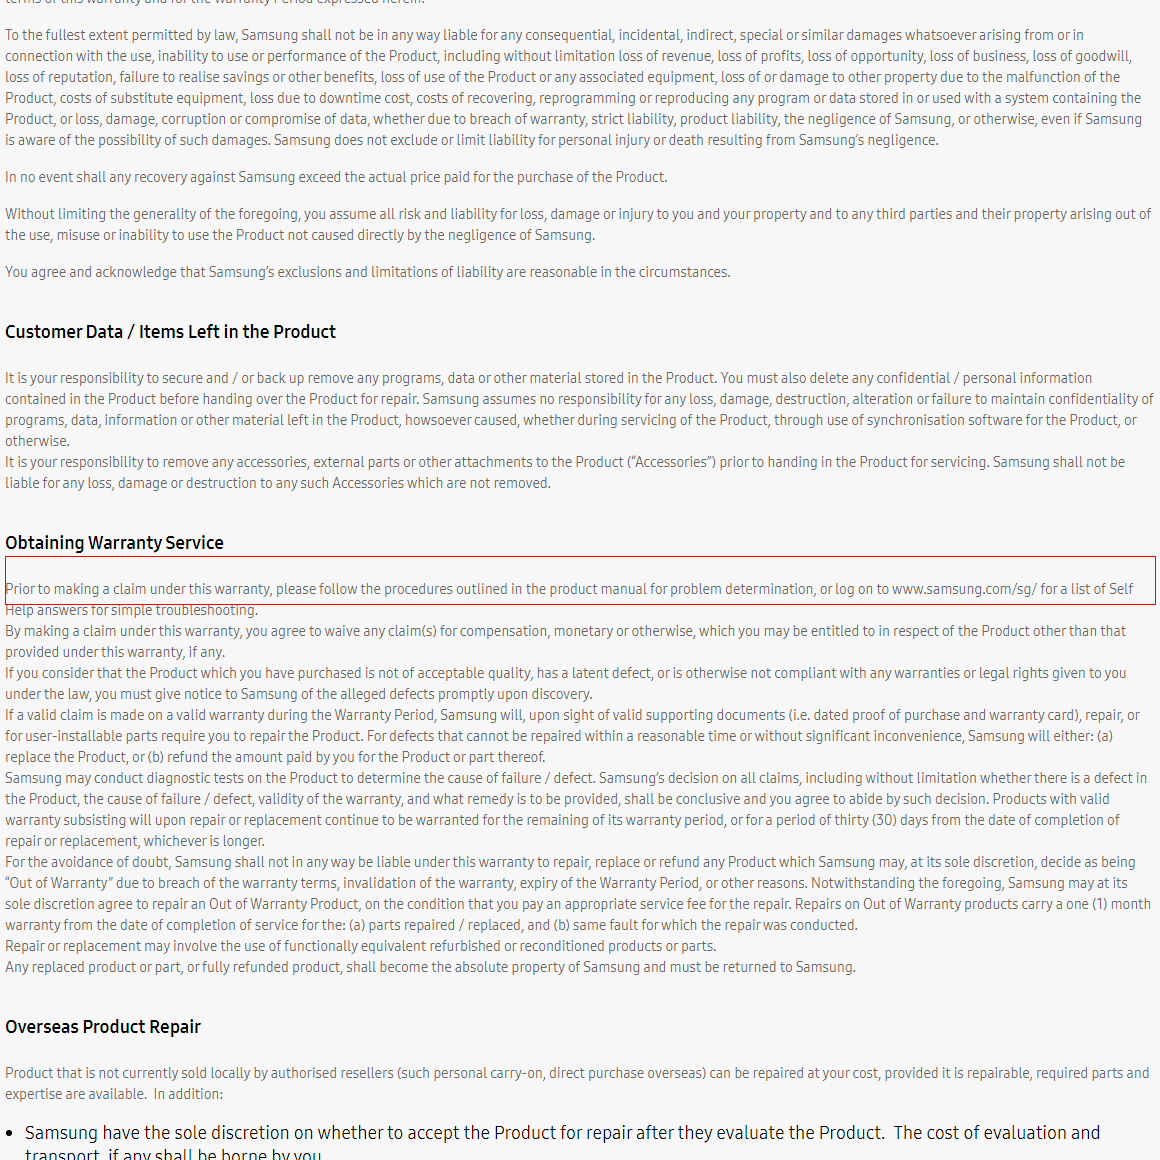 terms of this warranty and for the Warranty Period expressed herein.
To the fullest extent permitted by law, Samsung shall not be in any way liable for any consequential, incidental, indirect, special or similar damages whatsoever arising from or in
connection with the use, inability to use or performance of the Product, including without limitation loss of revenue, loss of profits, loss of opportunity, loss of business, loss of goodwill,
loss of reputation, failure to realise savings or other benefits, loss of use of the Product or any associated equipment, loss of or damage to other property due to the malfunction of the
Product, costs of substitute equipment, loss due to downtime cost, costs of recovering, reprogramming or reproducing any program or data stored in or used with a system containing the
Product, or loss, damage, corruption or compromise of data, whether due to breach of warranty, strict liability, product liability, the negligence of Samsung, or otherwise, even if Samsung
is aware of the possibility of such damages. Samsung does not exclude or limit liability for personal injury or death resulting from Samsung's negligence.
In no event shall any recovery against Samsung exceed the actual price paid for the purchase of the Product.
Without limiting the generality of the foregoing, you assume all risk and liability for loss, damage or injury to you and your property and to any third parties and their property arising out of
the use, misuse or inability to use the Product not caused directly by the negligence of Samsung.
You agree and acknowledge that Samsung's exclusions and limitations of liability are reasonable in the circumstances.
Customer Data / Items Left in the Product
It is your responsibility to secure and / or back up remove any programs, data or other material stored in the Product. You must also delete any confidential / personal information
contained in the Product before handing over the Product for repair. Samsung assumes no responsibility for any loss, damage, destruction, alteration or failure to maintain confidentiality of
programs, data, information or other material left in the Product, howsoever caused, whether during servicing of the Product, through use of synchronisation software for the Product, or
otherwise.
It is your responsibility to remove any accessories, external parts or other attachments to the Product (“Accessories”) prior to handing in the Product for servicing. Samsung shall not be
liable for any loss, damage or destruction to any such Accessories which are not removed.
Obtaining Warranty Service
Prior to making a claim under this warranty, please follow the procedures outlined in the product manual for problem determination, or log on to www.samsung.com/sg/ for a list of Self
Help answers for simple troubleshooting.
By making a claim under this warranty, you agree to waive any claim(s) for compensation, monetary or otherwise, which you may be entitled to in respect of the Product other than that
provided under this warranty, if any.
If you consider that the Product which you have purchased is not of acceptable quality, has a latent defect, or is otherwise not compliant with any warranties or legal rights given to you
under the law, you must give notice to Samsung of the alleged defects promptly upon discovery.
If a valid claim is made on a valid warranty during the Warranty Period, Samsung will, upon sight of valid supporting documents (i.e. dated proof of purchase and warranty card), repair, or
for user-installable parts require you to repair the Product. For defects that cannot be repaired within a reasonable time or without significant inconvenience, Samsung will either: (a)
replace the Product, or (b) refund the amount paid by you for the Product or part thereof.
Samsung may conduct diagnostic tests on the Product to determine the cause of failure / defect. Samsung's decision on all claims, including without limitation whether there is a defect in
the Product, the cause of failure / defect, validity of the warranty, and what remedy is to be provided, shall be conclusive and you agree to abide by such decision. Products with valid
warranty subsisting will upon repair or replacement continue to be warranted for the remaining of its warranty period, or for a period of thirty (30) days from the date of completion of
repair or replacement, whichever is longer.
For the avoidance of doubt, Samsung shall not in any way be liable under this warranty to repair, replace or refund any Product which Samsung may, at its sole discretion, decide as being
“Out of Warranty” due to breach of the warranty terms, invalidation of the warranty, expiry of the Warranty Period, or other reasons. Notwithstanding the foregoing, Samsung may at its
sole discretion agree to repair an Out of Warranty Product, on the condition that you pay an appropriate service fee for the repair. Repairs on Out of Warranty products carry a one (1) month
warranty from the date of completion of service for the: (a) parts repaired / replaced, and (b) same fault for which the repair was conducted.
Repair or replacement may involve the use of functionally equivalent refurbished or reconditioned products or parts.
Any replaced product or part, or fully refunded product, shall become the absolute property of Samsung and must be returned to Samsung.
Overseas Product Repair
Product that is not currently sold locally by authorised resellers (such personal carry-on, direct purchase overseas) can be repaired at your cost, provided it is repairable, required parts and
expertise are available. In addition:
• Samsung have the sole discretion on whether to accept the Product for repair after they evaluate the Product. The cost of evaluation and
transport, if any shall be borne by you